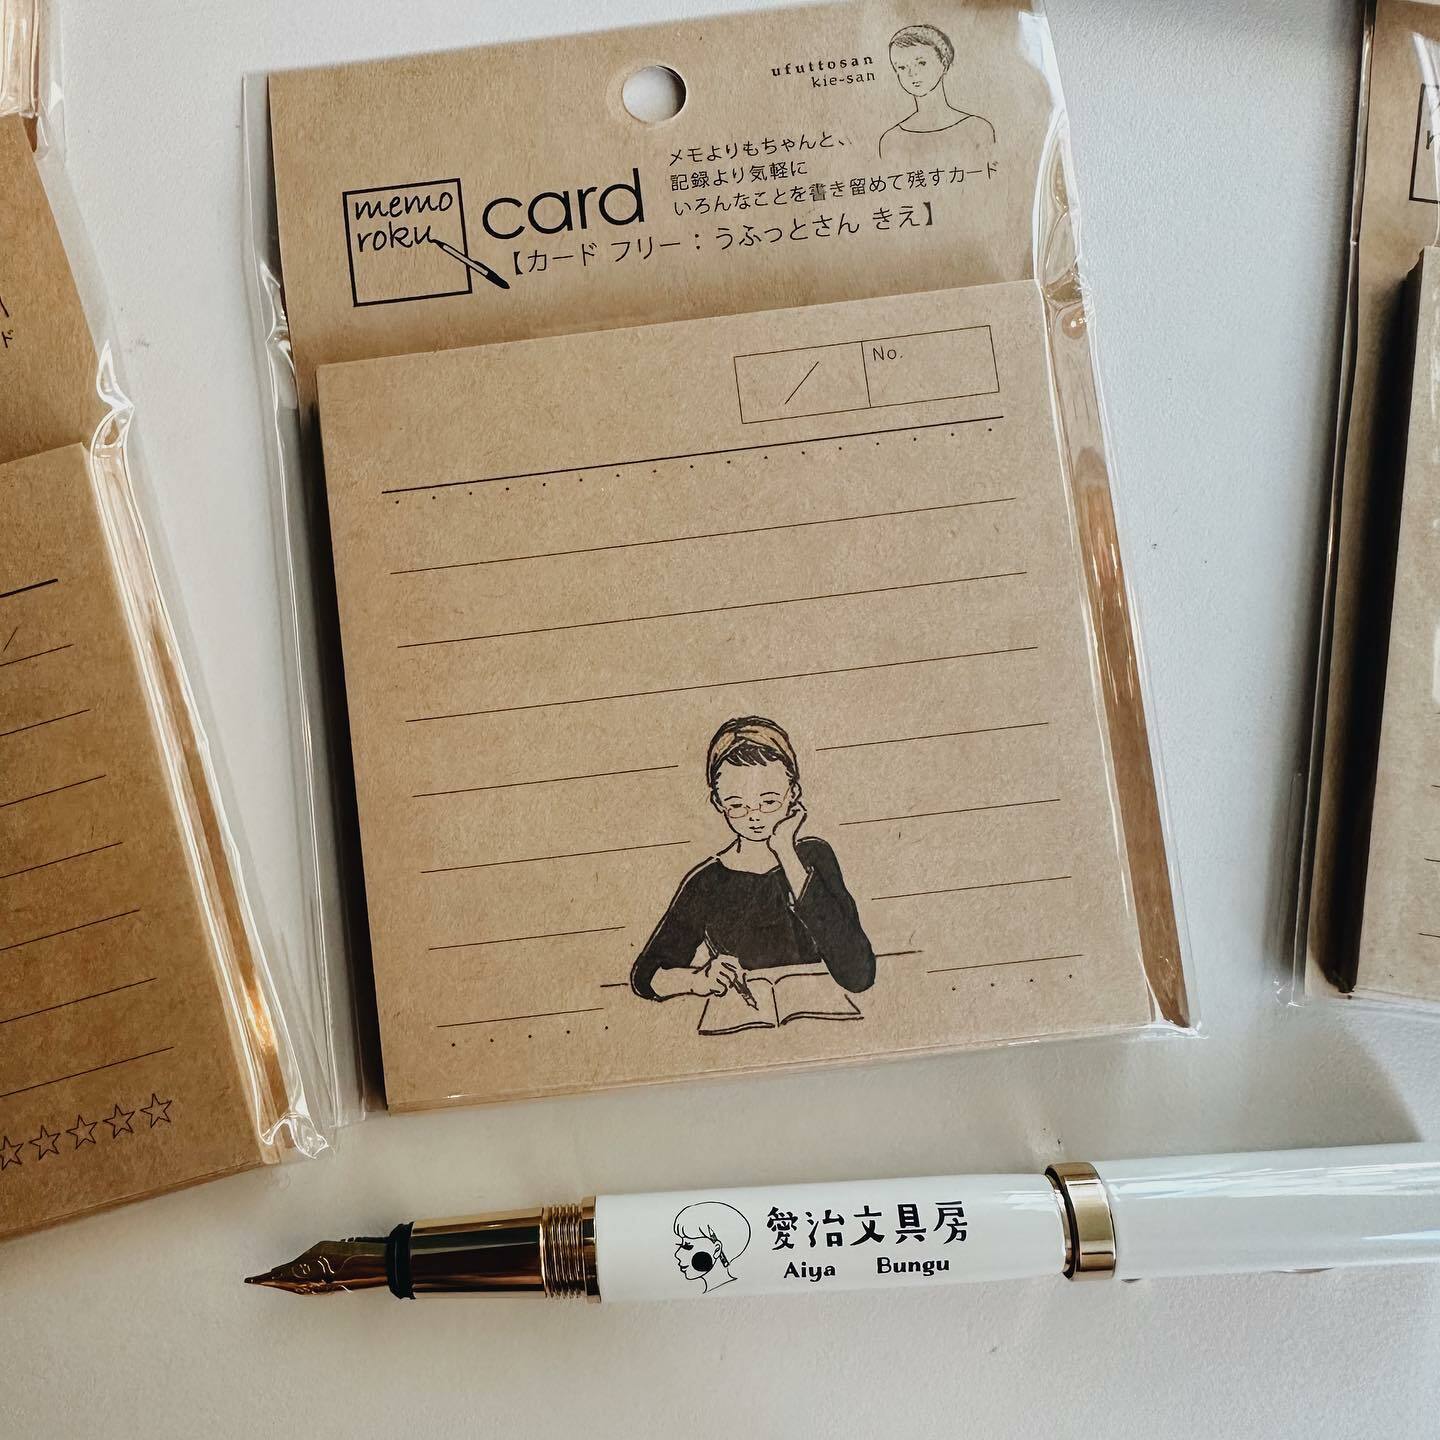 ufuttosan
kie-san
メモよりもちゃんと、
記録より気軽に
いろんなことを書き留めて残すカード
memo
roku
card
【カード フリー：うふっとさん きえ】
No.
ド
愛治文具房
Aiya Bungu